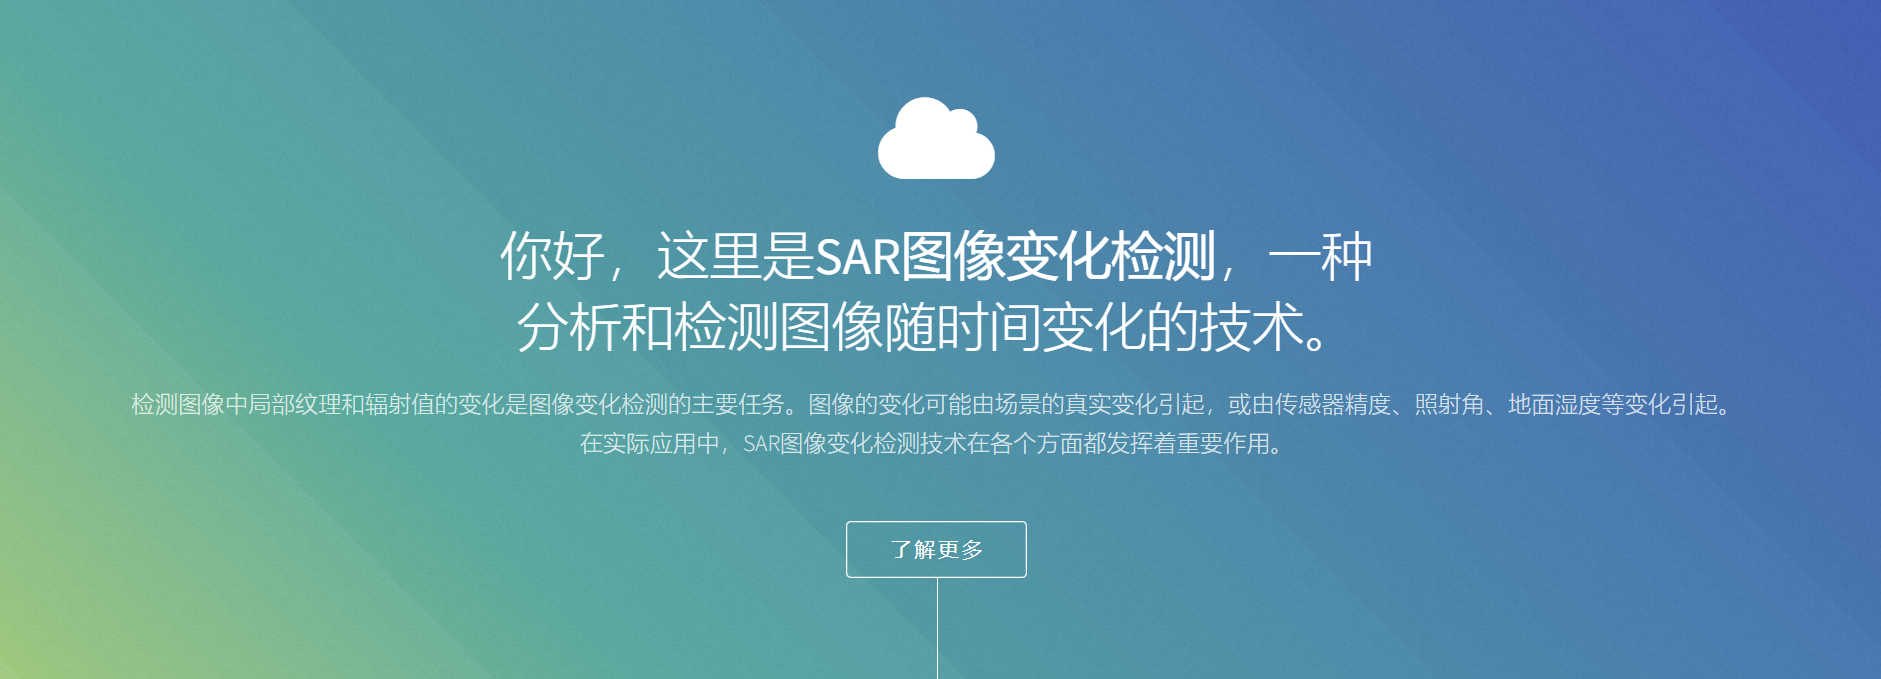 你好，这里是SAR图像变化检测，一种
分析和检测图像随时间变化的技术。
检测图像中局部纹理和辐射值的变化是图像变化检测的主要任务。图像的变化可能由场景的真实变化引起，或由传感器精度、照射角、地面湿度等变化引起。
在实际应用中，SAR图像变化检测技术在各个方面都发挥着重要作用。
了解更多